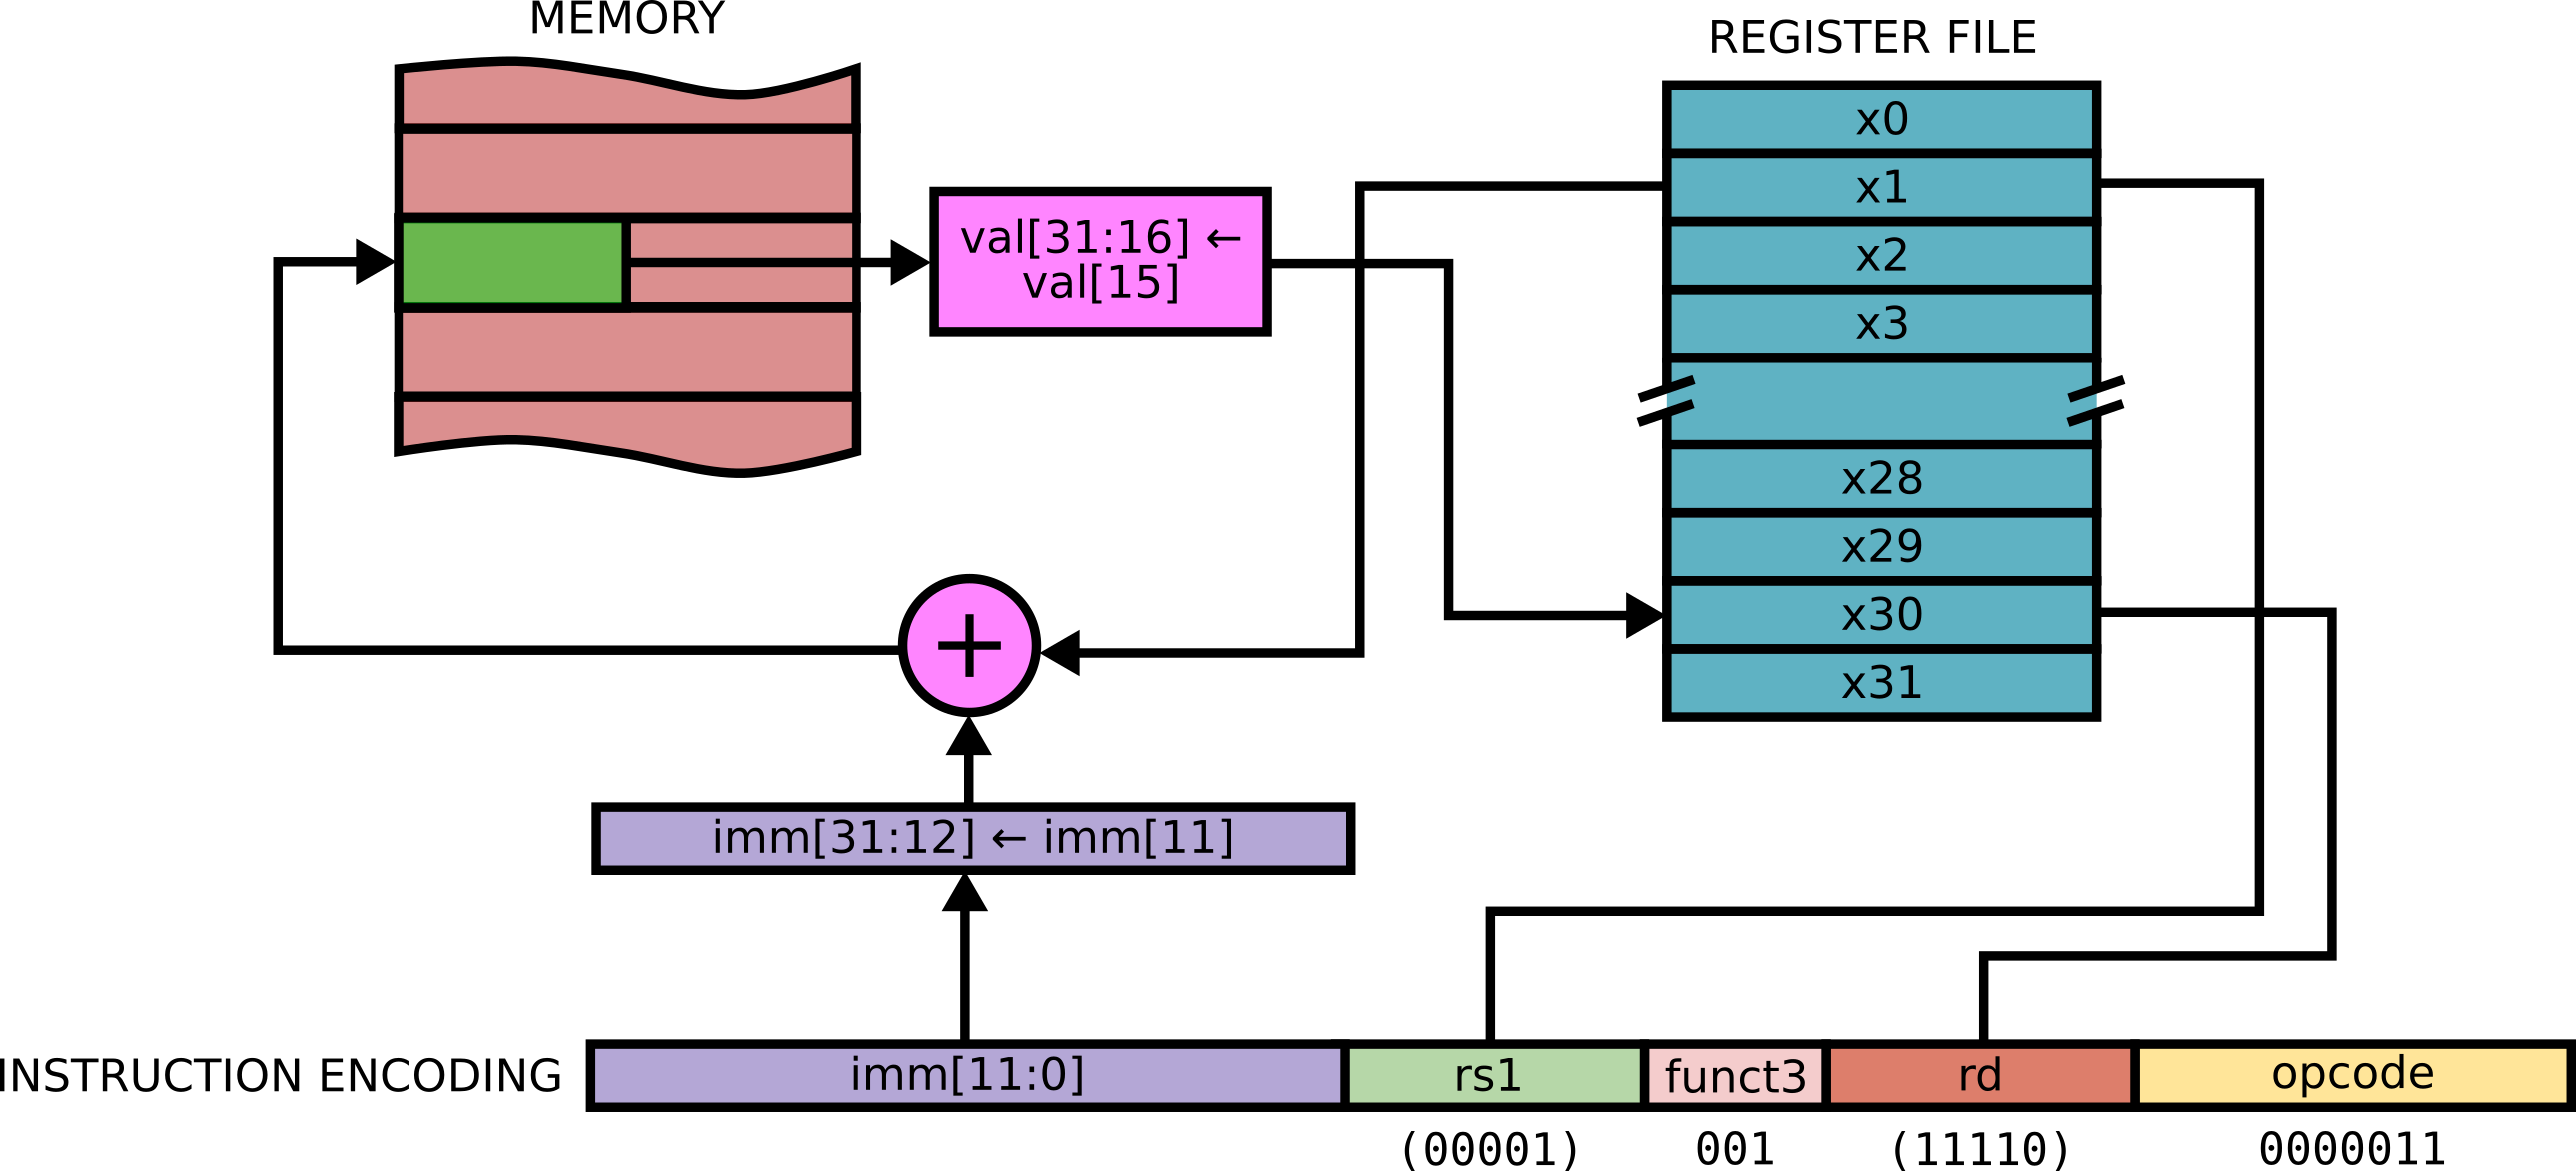 MEMORY
REGISTER FILE
x0
x1
x2
x3
x28
x29
x30
x31
val[31:16] ←
val[15]
+
imm[31:12] ← imm[11]
INSTRUCTION ENCODING
imm[11:0]
rs1
funct3
rd
opcode
(00001)
001
(11110)
0000011